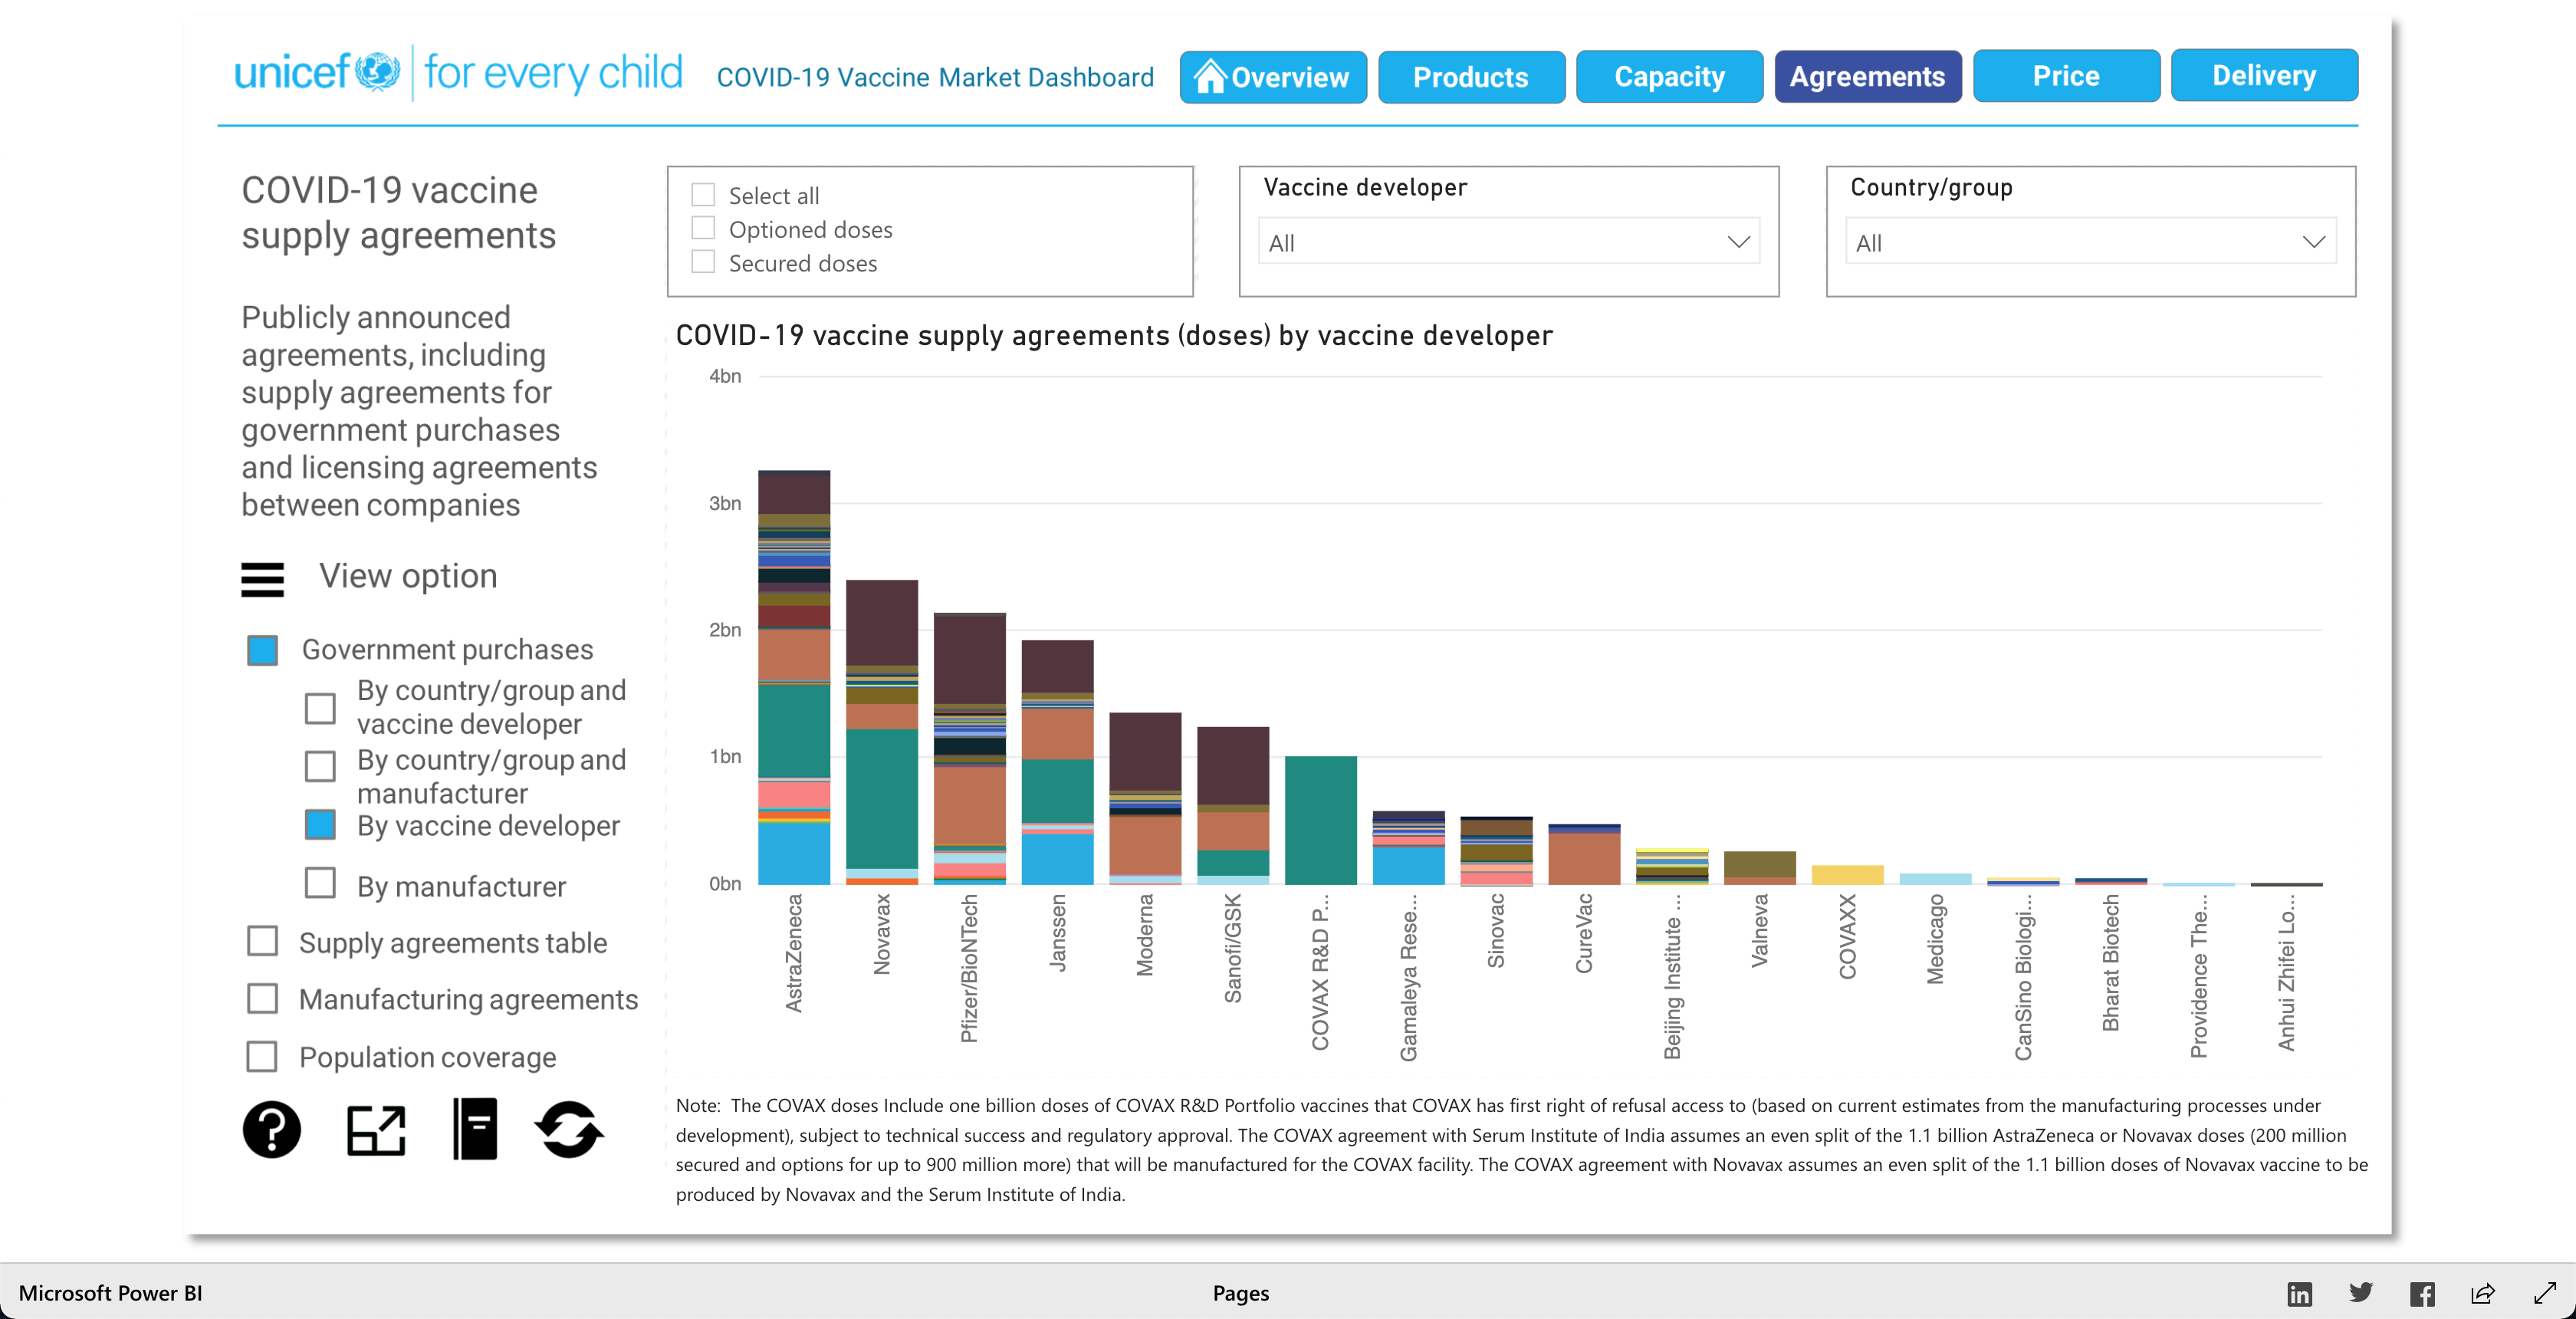 unicef for every child
COVID-19 Vaccine Market Dashboard
Overview
Products
Capacity
Agreements
Price
Delivery
COVID-19 vaccine
supply agreements
Publicly announced
agreements, including
supply agreements for
government purchases
and licensing agreements
between companies
View option
Government purchases
By country/group and
vaccine developer
By country/group and
manufacturer
By vaccine developer
By manufacturer
Supply agreements table
Manufacturing agreements
Population coverage
Select all
Optioned doses
Secured doses
Vaccine developer
All
Country/group
All
COVID-19 vaccine supply agreements (doses) by vaccine developer
4bn
3bn
2bn
1bn
0bn
AstraZeneca
Novavax
Pfizer/BioNTech
Janssen
Moderna
Sanofi/GSK
COVAX R&D P...
Gamaleya Rese...
Sinovac
CureVac
Beijing Institute ...
Valneva
COVAXX
Medicago
CanSino Biologi...
Bharat Biotech
Providence The...
Anhui Zhifei Lo...
Note: The COVAX doses Include one billion doses of COVAX R&D Portfolio vaccines that COVAX has first right of refusal access to (based on current estimates from the manufacturing processes under
development), subject to technical success and regulatory approval. The COVAX agreement with Serum Institute of India assumes an even split of the 1.1 billion AstraZeneca or Novavax doses (200 million
secured and options for up to 900 million more) that will be manufactured for the COVAX facility. The COVAX agreement with Novavax assumes an even split of the 1.1 billion doses of Novavax vaccine to be
produced by Novavax and the Serum Institute of India.
Microsoft Power BI
Pages